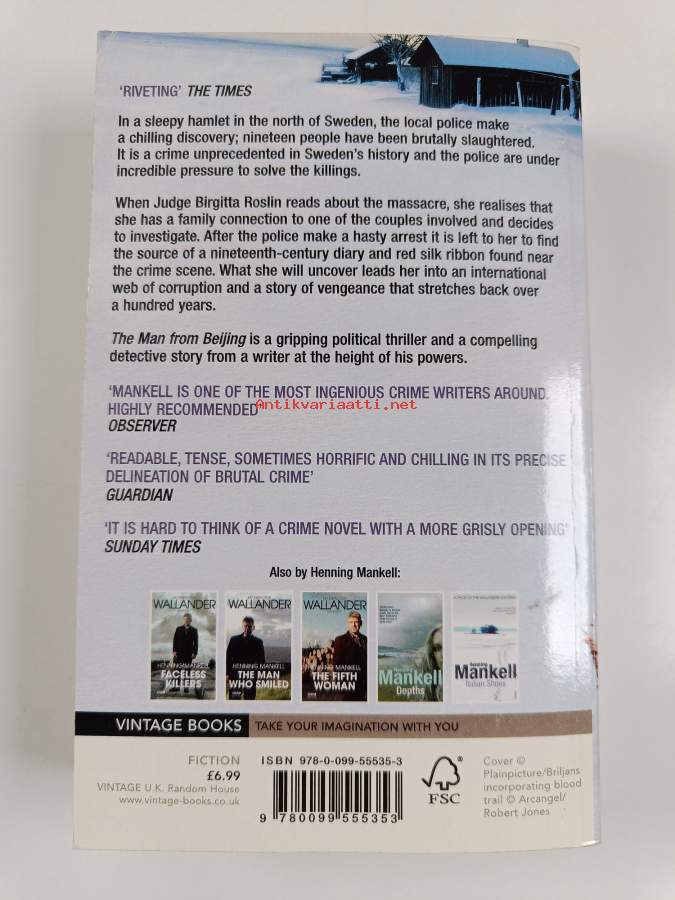 'RIVETING' THE TIMES
In a sleepy hamlet in the north of Sweden, the local police make
a chilling discovery; nineteen people have been brutally slaughtered.
It is a crime unprecedented in Sweden's history and the police are under
incredible pressure to solve the killings.
When Judge Birgitta Roslin reads about the massacre, she realises that
she has a family connection to one of the couples involved and decides
to investigate. After the police make a hasty arrest it is left to her to find
the source of a nineteenth-century diary and red silk ribbon found near
the crime scene. What she will uncover leads her into an international
web of corruption and a story of vengeance that stretches back over
a hundred years.
The Man from Beijing is a gripping political thriller and a compelling
detective story from a writer at the height of his powers.
'MANKELL IS ONE OF THE MOST INGENIOUS CRIME WRITERS AROUND.
HIGHLY RECOMMENDED'
Antikvariaatti.net
OBSERVER
'READABLE, TENSE, SOMETIMES HORRIFIC AND CHILLING IN ITS PRECISE
DELINEATION OF BRUTAL CRIME'
GUARDIAN
'IT IS HARD TO THINK OF A CRIME NOVEL WITH A MORE GRISLY OPENING'
SUNDAY TIMES
Also by Henning Mankell:
WALLANDER
HENNING MANKELL
FACELESS
KILLERS
WALLANDER
HENNING MANKELL
THE MAN
WHO SMILED
WALLANDER
HENNING MANKELL
THE FIFTH
WOMAN
Henning
Mankell
Depths
Henning
Mankell
Italian Shoes
VINTAGE BOOKS TAKE YOUR IMAGINATION WITH YOU
FICTION
£6.99
VINTAGE U.K. Random House
www.vintage-books.co.uk
ISBN 978-0-099-55535-3
9 780099 555353
FSC
Cover ©
Plainpicture/Briljans
incorporating blood
trail © Arcangel/
Robert Jones